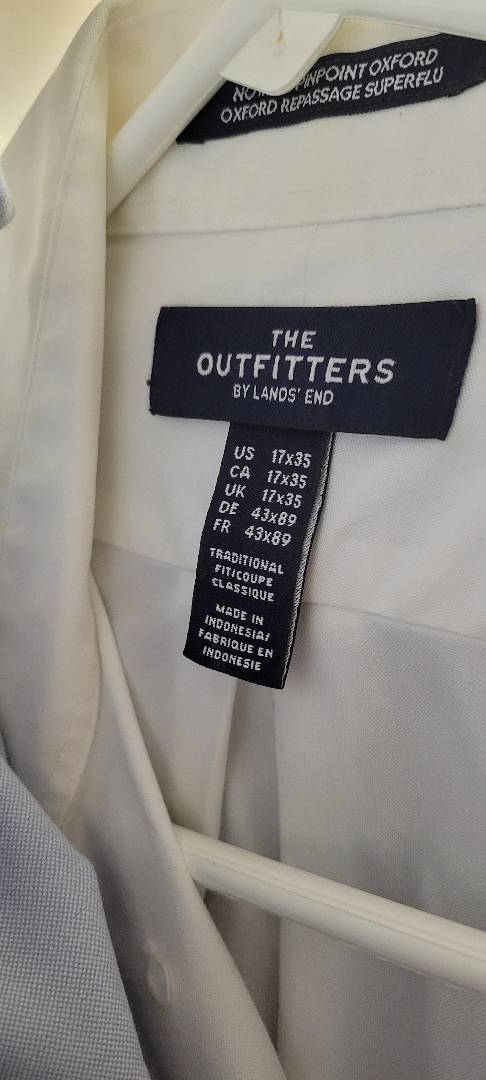 PINPOINT OXFORD
OXFORD REPASSAGE SUPERFLU
THE
OUTFITTERS
BY LANDS' END
US 17x35
CA 17x35
UK 17x35
DE 43x89
FR 43x89
TRADITIONAL
FIT/COUPE
CLASSIQUE
MADE IN
INDONESIA/
FABRIQUE EN
INDONESIE